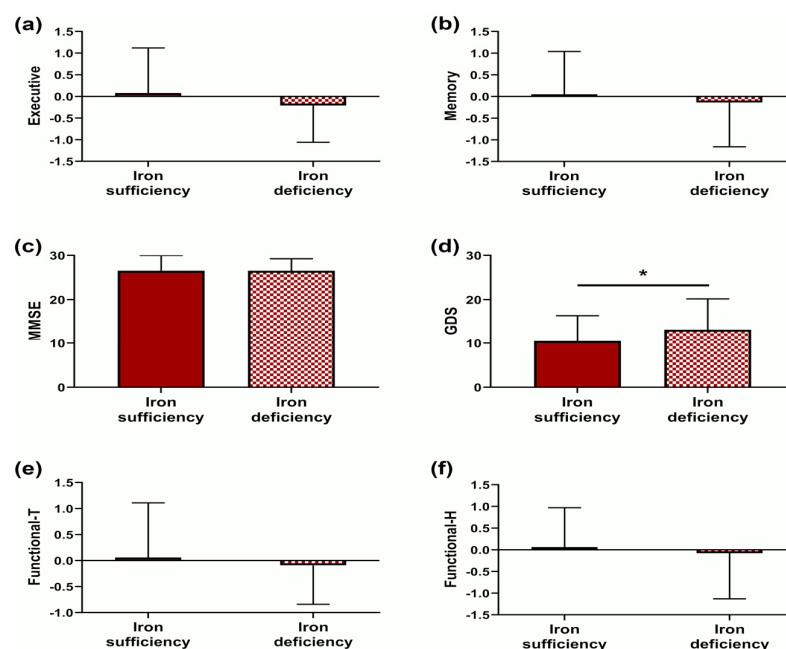 (a)
Executive
1.5
1.0
0.5
0.0
-0.5
-1.0
-1.5
Iron
sufficiency
Iron
deficiency
(b)
Memory
1.5
1.0
0.5
0.0
-0.5
-1.0
-1.5
Iron
sufficiency
Iron
deficiency
(c)
MMSE
30
20
10
0
Iron
sufficiency
Iron
deficiency
(d)
GDS
30
20
10
0
*
Iron
sufficiency
Iron
deficiency
(e)
Functional-T
1.5
1.0
0.5
0.0
-0.5
-1.0
Iron
sufficiency
Iron
deficiency
(f)
Functional-H
1.5
1.0
0.5
0.0
-0.5
-1.0
-1.5
Iron
sufficiency
Iron
deficiency